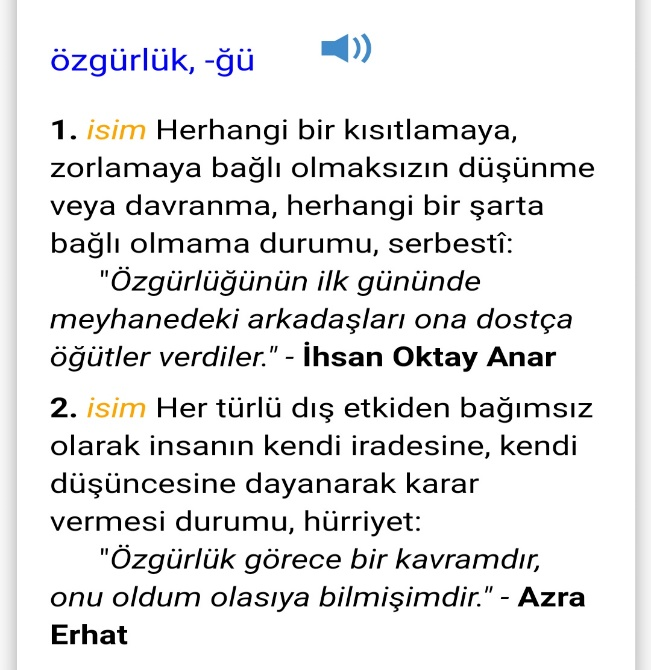 özgürlük, -ğü
1. isim Herhangi bir kısıtlamaya,
zorlamaya bağlı olmaksızın düşünme
veya davranma, herhangi bir şarta
bağlı olmama durumu, serbestî:
"Özgürlüğünün ilk gününde
meyhanedeki arkadaşları ona dostça
öğütler verdiler." - İhsan Oktay Anar
2. isim Her türlü dış etkiden bağımsız
olarak insanın kendi iradesine, kendi
düşüncesine dayanarak karar
vermesi durumu, hürriyet:
"Özgürlük görece bir kavramdır,
onu oldum olasıya bilmişimdir." - Azra
Erhat